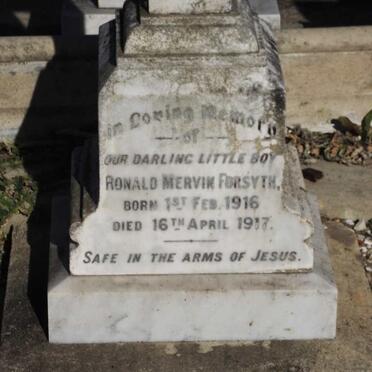 In Loving Memory
of
OUR DARLING LITTLE BOY
RONALD MERVIN FORSYTH,
BORN 1ST FEB. 1916
DIED 16TH APRIL 1917.
SAFE IN THE ARMS OF JESUS.